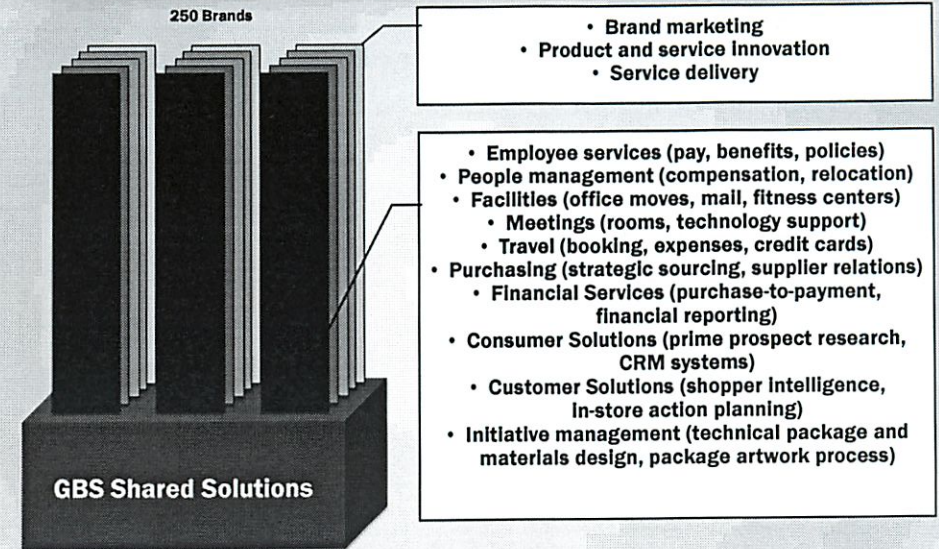 250 Brands
• Brand marketing
• Product and service innovation
• Service delivery
• Employee services (pay, benefits, policies)
• People management (compensation, relocation)
• Facilities (office moves, mail, fitness centers)
• Meetings (rooms, technology support)
• Travel (booking, expenses, credit cards)
• Purchasing (strategic sourcing, supplier relations)
• Financial Services (purchase-to-payment,
financial reporting)
• Consumer Solutions (prime prospect research,
CRM systems)
• Customer Solutions (shopper intelligence,
in-store action planning)
• Initiative management (technical package and
materials design, package artwork process)
GBS Shared Solutions